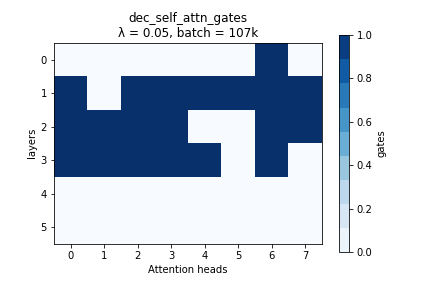 dec_self_attn_gates
λ = 0.05, batch = 107k
layers
0
1
2
3
4
5
0 1 2 3 4 5 6 7
Attention heads
1.0
0.8
0.6
0.4
0.2
0.0
gates